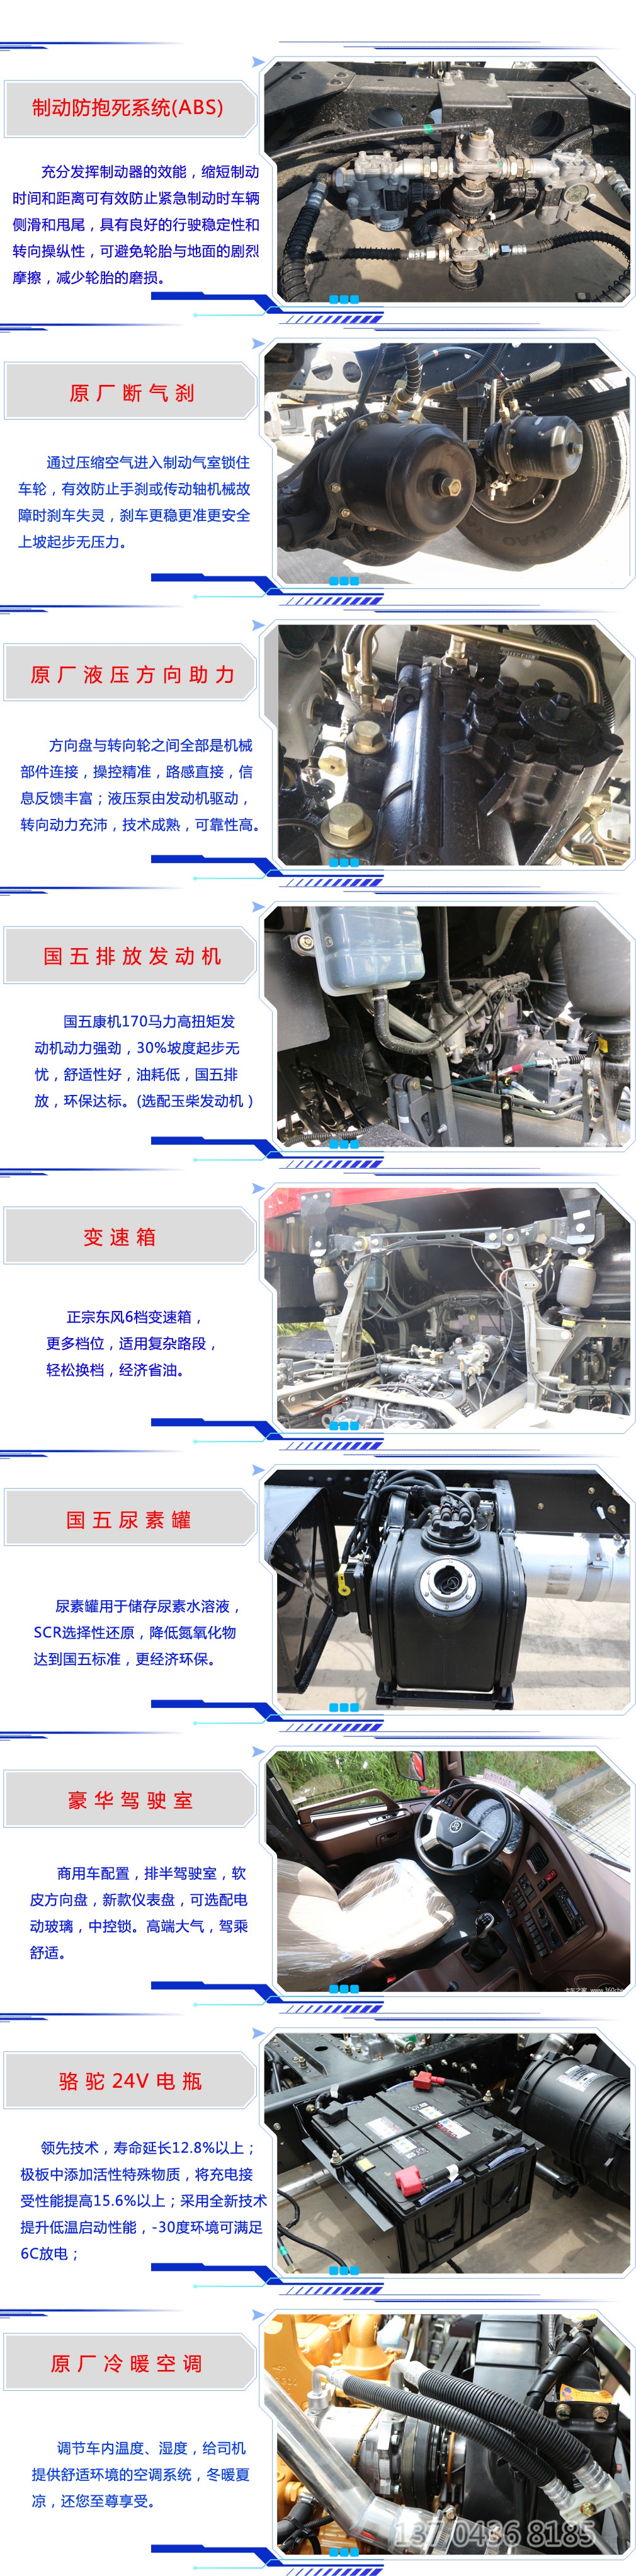 制动防抱死系统(ABS)
充分发挥制动器的效能，缩短制动
时间和距离可有效防止紧急制动时车辆
侧滑和甩尾，具有良好的行驶稳定性和
转向操纵性，可避免轮胎与地面的剧烈
摩擦，减少轮胎的磨损。
原厂断气刹
通过压缩空气进入制动气室锁住
车轮，有效防止手刹或传动轴机械故
障时刹车失灵，刹车更稳更准更安全
上坡起步无压力。
原厂液压方向助力
方向盘与转向轮之间全部是机械
部件连接，操控精准，路感直接，信
息反馈丰富；液压泵由发动机驱动，
转向动力充沛，技术成熟，可靠性高。
国五排放发动机
国五康机170马力高扭矩发
动机动力强劲，30%坡度起步无
忧，舒适性好，油耗低，国五排
放，环保达标。(选配玉柴发动机）
变速箱
正宗东风6档变速箱，
更多档位，适用复杂路段，
轻松换档，经济省油。
国五尿素罐
尿素罐用于储存尿素水溶液，
SCR选择性还原，降低氮氧化物
达到国五标准，更经济环保。
豪华驾驶室
商用车配置，排半驾驶室，软
皮方向盘，新款仪表盘，可选配电
动玻璃，中控锁。高端大气，驾乘
舒适。
骆驼24V电瓶
领先技术，寿命延长12.8%以上；
极板中添加活性特殊物质，将充电接
受性能提高15.6%以上；采用全新技术
提升低温启动性能，-30度环境可满足
6C放电；
原厂冷暖空调
调节车内温度、湿度，给司机
提供舒适环境的空调系统，冬暖夏
凉，还您至尊享受。
137 0436 8185